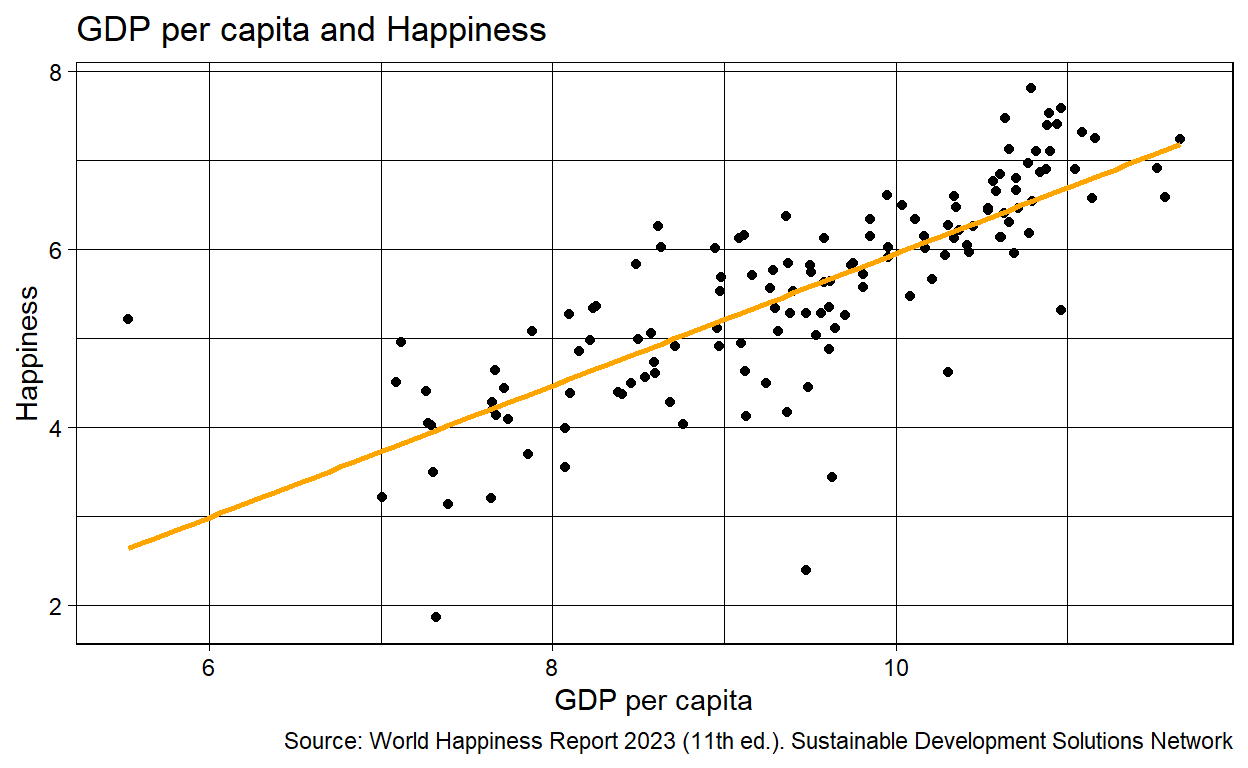 GDP per capita and Happiness
8
6
4
2
Happiness
6 8 10
GDP per capita
Source: World Happiness Report 2023 (11th ed.). Sustainable Development Solutions Network